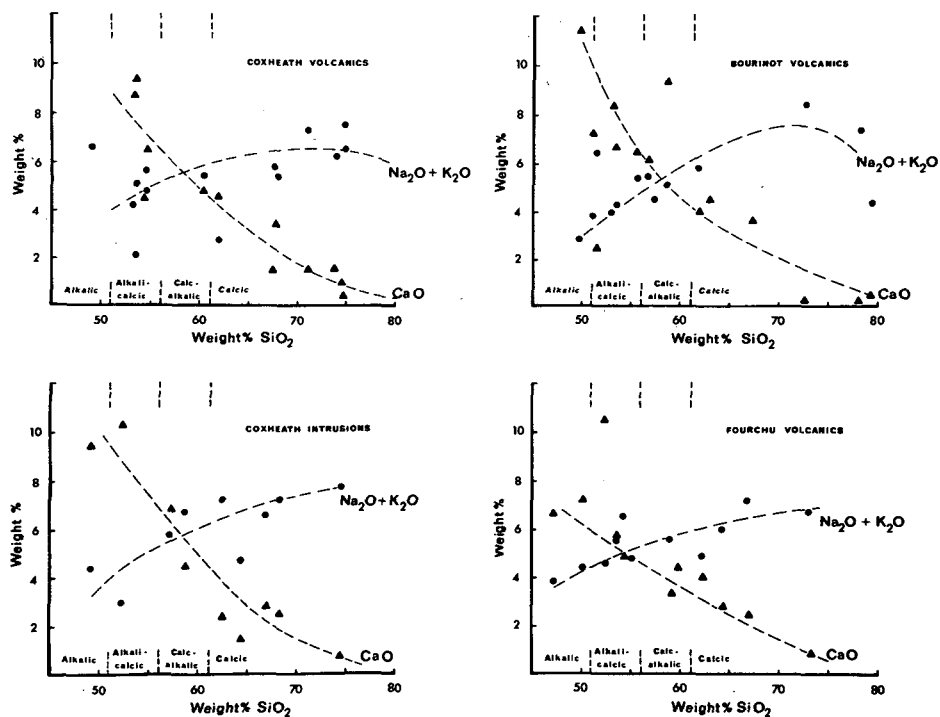 COXHEATH VOLCANICS
Weight %
10
8
6
4
2
Na2O+K2O
CaO
Alkalic
Alkali-calcic
Calc-alkalic
Calcic
50
60
70
80
Weight% SiO2
BOURINOT VOLCANICS
Weight %
10
8
6
4
2
Na2O+K2O
CaO
Alkalic
Alkali-calcic
Calc-alkalic
Calcic
50
60
70
80
Weight% SiO2
COXHEATH INTRUSIONS
Weight %
10
8
6
4
2
Na2O+K2O
CaO
Alkalic
Alkali-calcic
Calc-alkalic
Calcic
50
60
70
80
Weight% SiO2
FOURCHU VOLCANICS
Weight %
10
8
6
4
2
Na2O + K2O
CaO
Alkalic
Alkali-calcic
Calc-alkalic
Calcic
50
60
70
80
Weight% SiO2